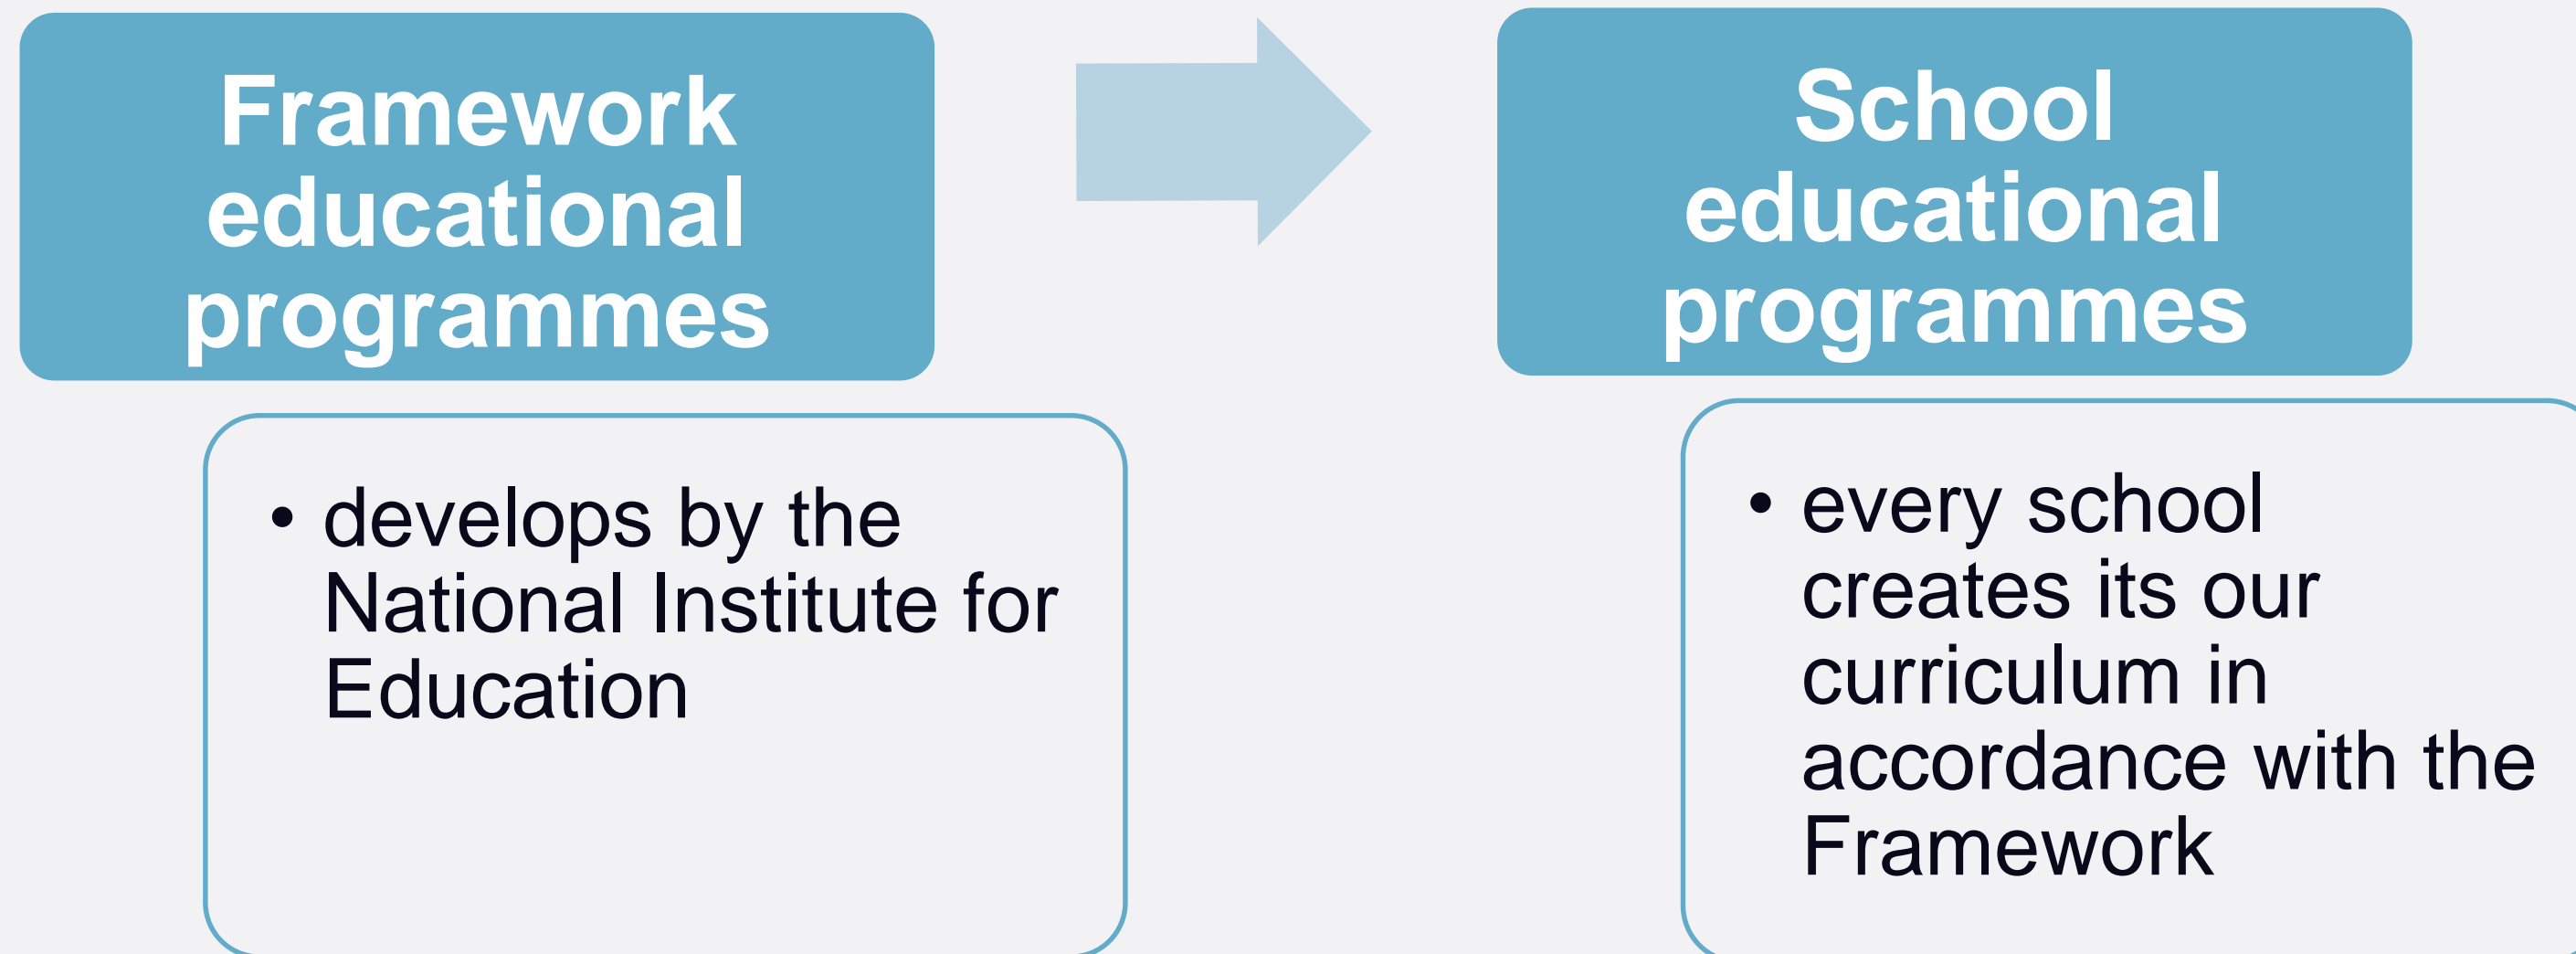 Framework
educational
programmes
• develops by the
National Institute for
Education
School
educational
programmes
• every school
creates its our
curriculum in
accordance with the
Framework